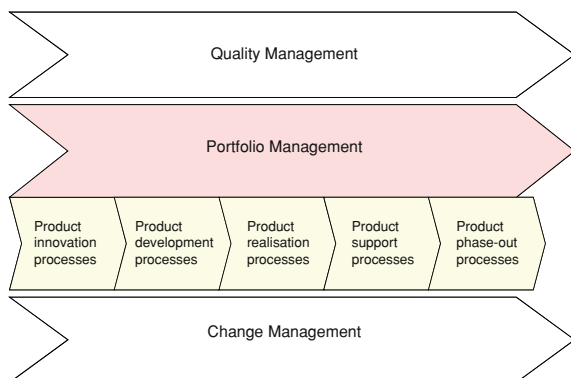 Quality Management
Portfolio Management
Product
innovation
processes
Product
development
processes
Product
realisation
processes
Product
support
processes
Product
phase-out
processes
Change Management